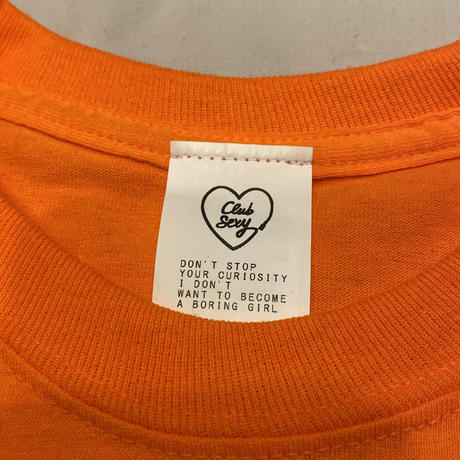 Club
Sexy!
DON'T STOP
YOUR CURIOSITY
I DON'T
WANT TO BECOME
A BORING GIRL